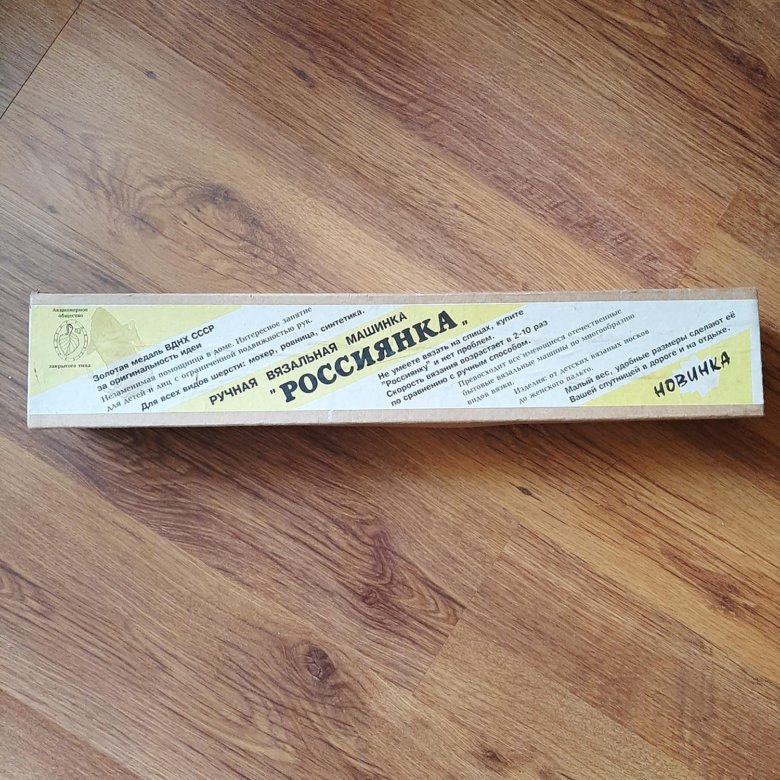 Акционерное
общество
закрытого типа
Золотая медаль ВДНХ СССР
за оригинальность идеи
Незаменимая помощница в доме. Интересное занятие
для детей и лиц с ограниченной подвижностью рук.
Для всех видов шерсти: мохер, ровница, синтетика.
РУЧНАЯ ВЯЗАЛЬНАЯ МАШИНКА
"РОССИЯНКА"
Не умеете вязать на спицах, купите
"Россиянку" и нет проблем.
Скорость вязания возрастает в 2-10 раз
по сравнению с ручным способом.
Превосходит все имеющиеся отечественные
бытовые вязальные машины по многообразию
видов вязки.
Изделия: от детских вязаных носков
до женского пальто.
Малый вес, удобные размеры сделают её
Вашей спутницей в дороге и на отдыхе.
НОВИНКА